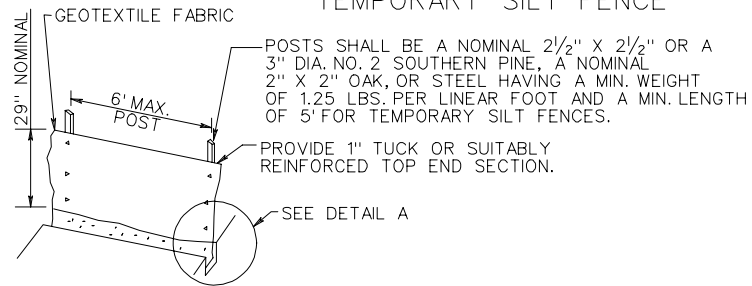 TEMPORARY SILT FENCE
GEOTEXTILE FABRIC
29" NOMINAL
6' MAX.
POST
POSTS SHALL BE A NOMINAL 2½" X 2½" OR A
3" DIA. NO. 2 SOUTHERN PINE, A NOMINAL
2" X 2" OAK, OR STEEL HAVING A MIN. WEIGHT
OF 1.25 LBS. PER LINEAR FOOT AND A MIN. LENGTH
OF 5' FOR TEMPORARY SILT FENCES.
PROVIDE 1" TUCK OR SUITABLY
REINFORCED TOP END SECTION.
SEE DETAIL A